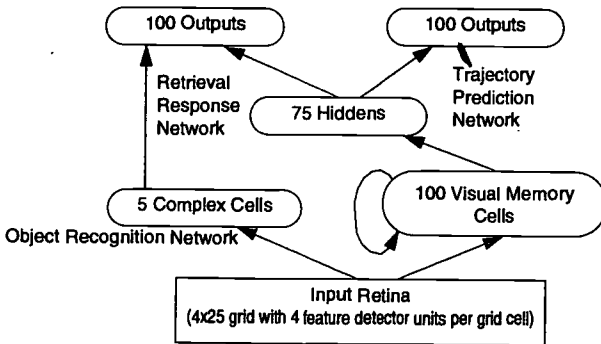 100 Outputs
100 Outputs
Retrieval
Response
Network
Trajectory
Prediction
Network
75 Hiddens
5 Complex Cells
100 Visual Memory
Cells
Object Recognition Network
Input Retina
(4x25 grid with 4 feature detector units per grid cell)